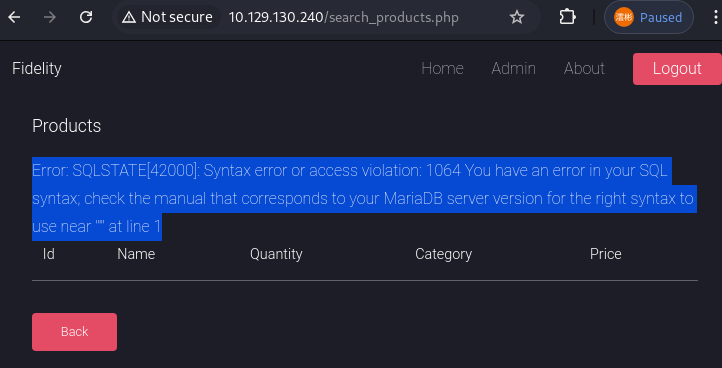 Not secure 10.129.130.240/search_products.php Paused
Fidelity Home Admin About Logout
Products
Error: SQLSTATE[42000]: Syntax error or access violation: 1064 You have an error in your SQL
syntax; check the manual that corresponds to your MariaDB server version for the right syntax to
use near ''' at line 1
Id Name Quantity Category Price
Back